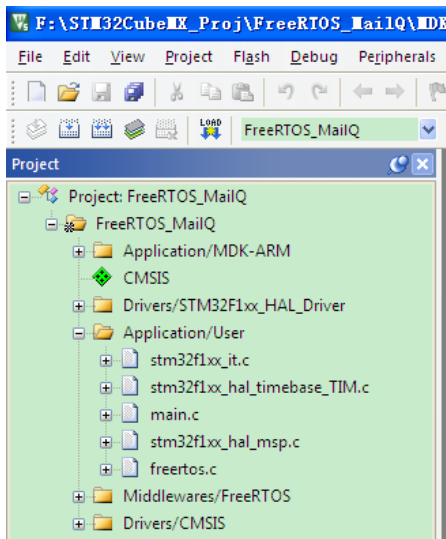 F:\STM32CubeMX_Proj\FreeRTOS_MailQ\MDK
File Edit View Project Flash Debug Peripherals
LOAD FreeRTOS_MailQ
Project
Project: FreeRTOS_MailQ
FreeRTOS_MailQ
Application/MDK-ARM
CMSIS
Drivers/STM32F1xx_HAL_Driver
Application/User
stm32f1xx_it.c
stm32f1xx_hal_timebase_TIM.c
main.c
stm32f1xx_hal_msp.c
freertos.c
Middlewares/FreeRTOS
Drivers/CMSIS